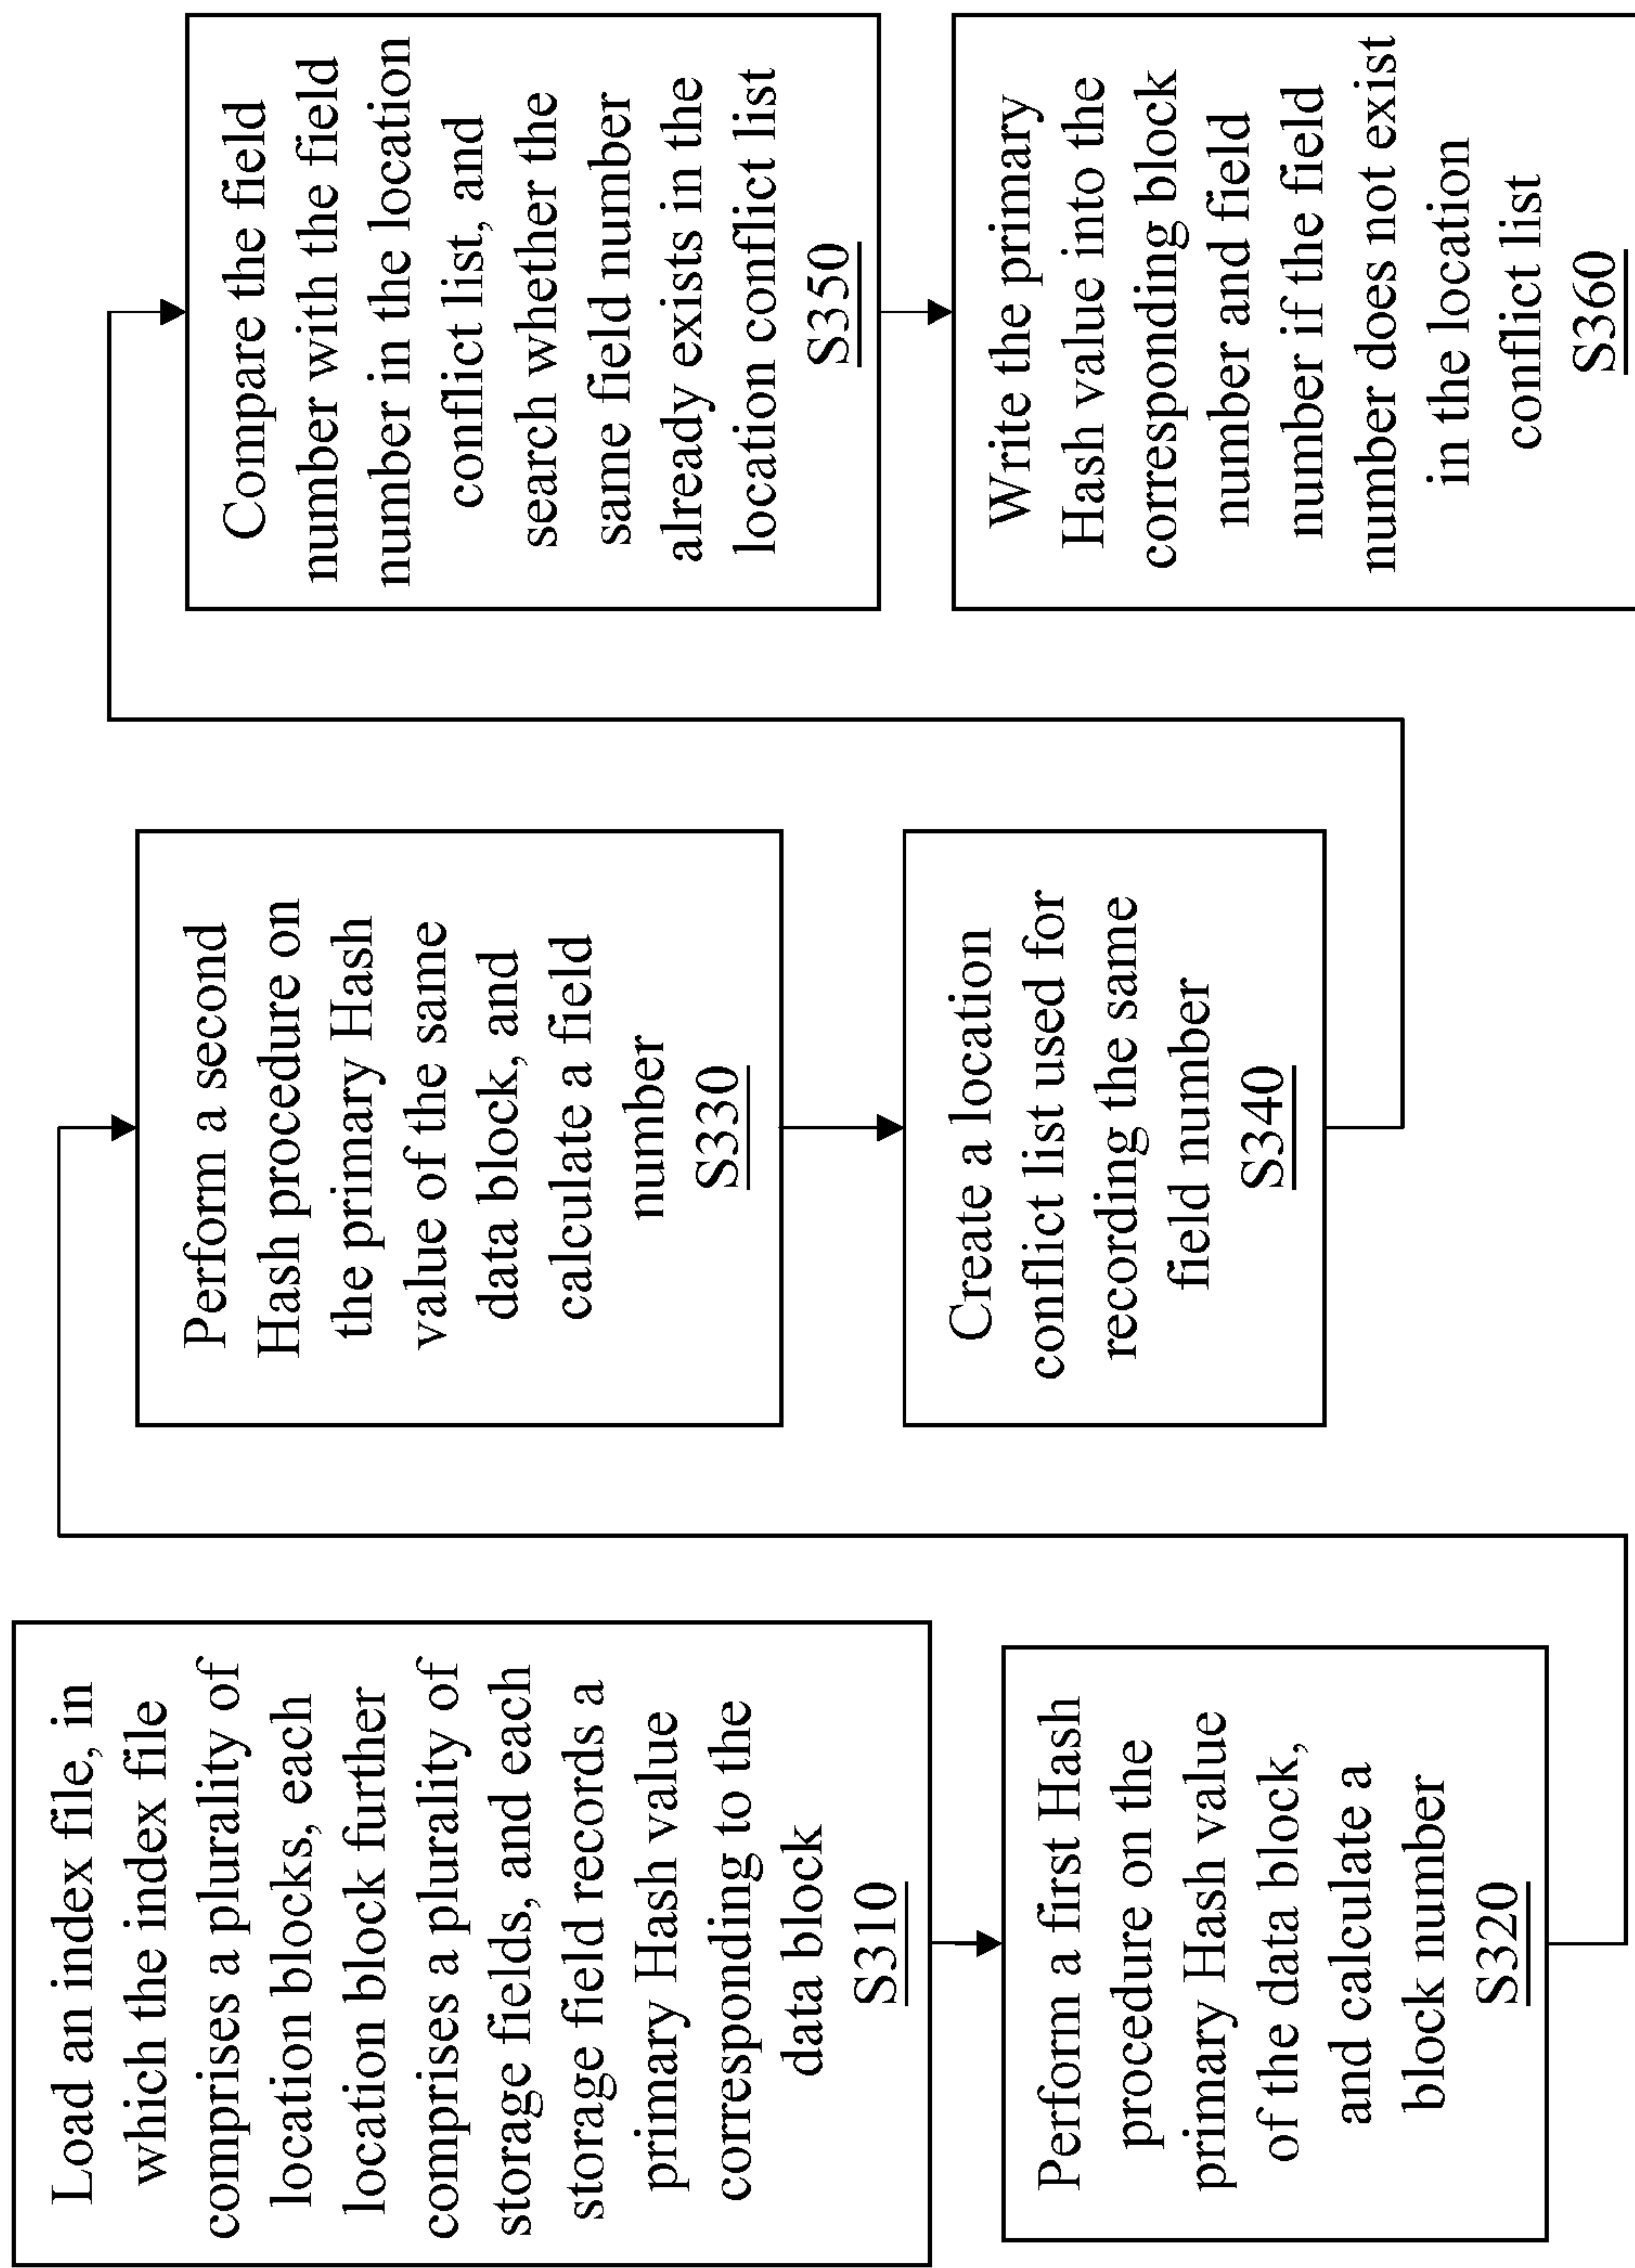 Load an index file, in
which the index file
comprises a plurality of
location blocks, each
location block further
comprises a plurality of
storage fields, and each
storage field records a
primary Hash value
corresponding to the
data block
S310
Perform a first Hash
procedure on the
primary Hash value
of the data block,
and calculate a
block number
S320
Perform a second
Hash procedure on
the primary Hash
value of the same
data block, and
calculate a field
number
S330
Create a location
conflict list used for
recording the same
field number
S340
Compare the field
number with the field
number in the location
conflict list, and
search whether the
same field number
already exists in the
location conflict list
S350
Write the primary
Hash value into the
corresponding block
number and field
number if the field
number does not exist
in the location
conflict list
S360